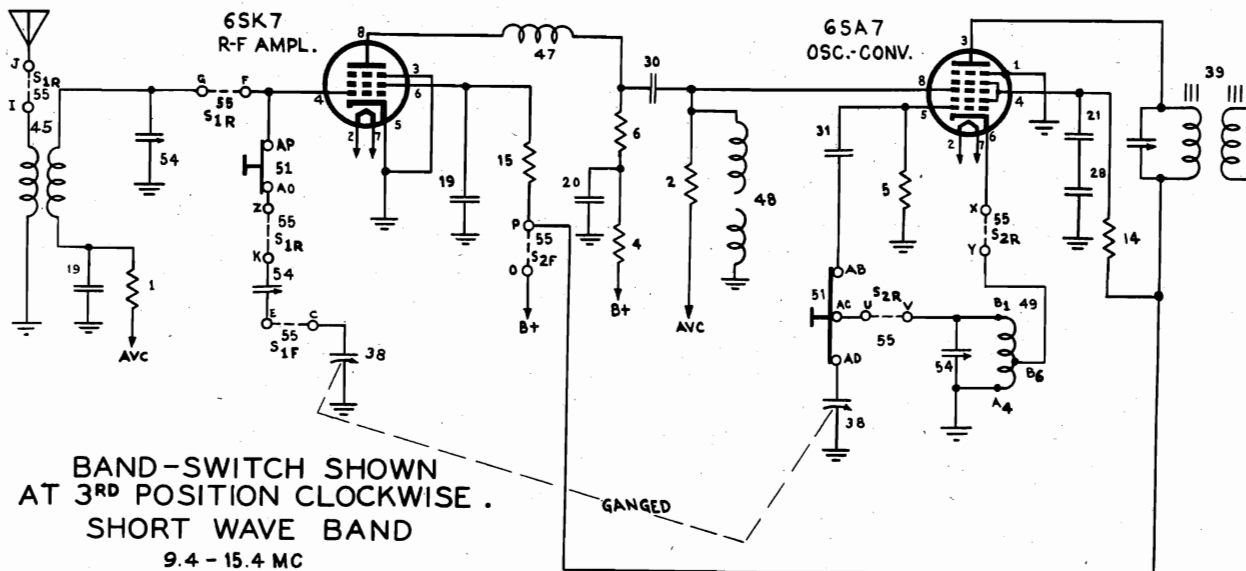 6SK7
R-F AMPL.
6SA7
OSC.-CONV.
8
47
3
1
39
J
S1R
55
I
G
F
55
S1R
3
6
30
8
4
45
4
5
5
2
7
2
7
6
31
21
54
AP
51
AO
15
6
28
19
20
2
48
5
X
55
S2R
Y
14
Z
55
S1R
K
P
55
S2F
O
4
AB
19
1
54
51
AC
U
S2R
V
55
B1
49
E
C
55
S1F
B+
B+
AVC
54
B6
AVC
38
AD
A4
38
BAND-SWITCH SHOWN
AT 3RD POSITION CLOCKWISE.
SHORT WAVE BAND
9.4-15.4 MC
GANGED